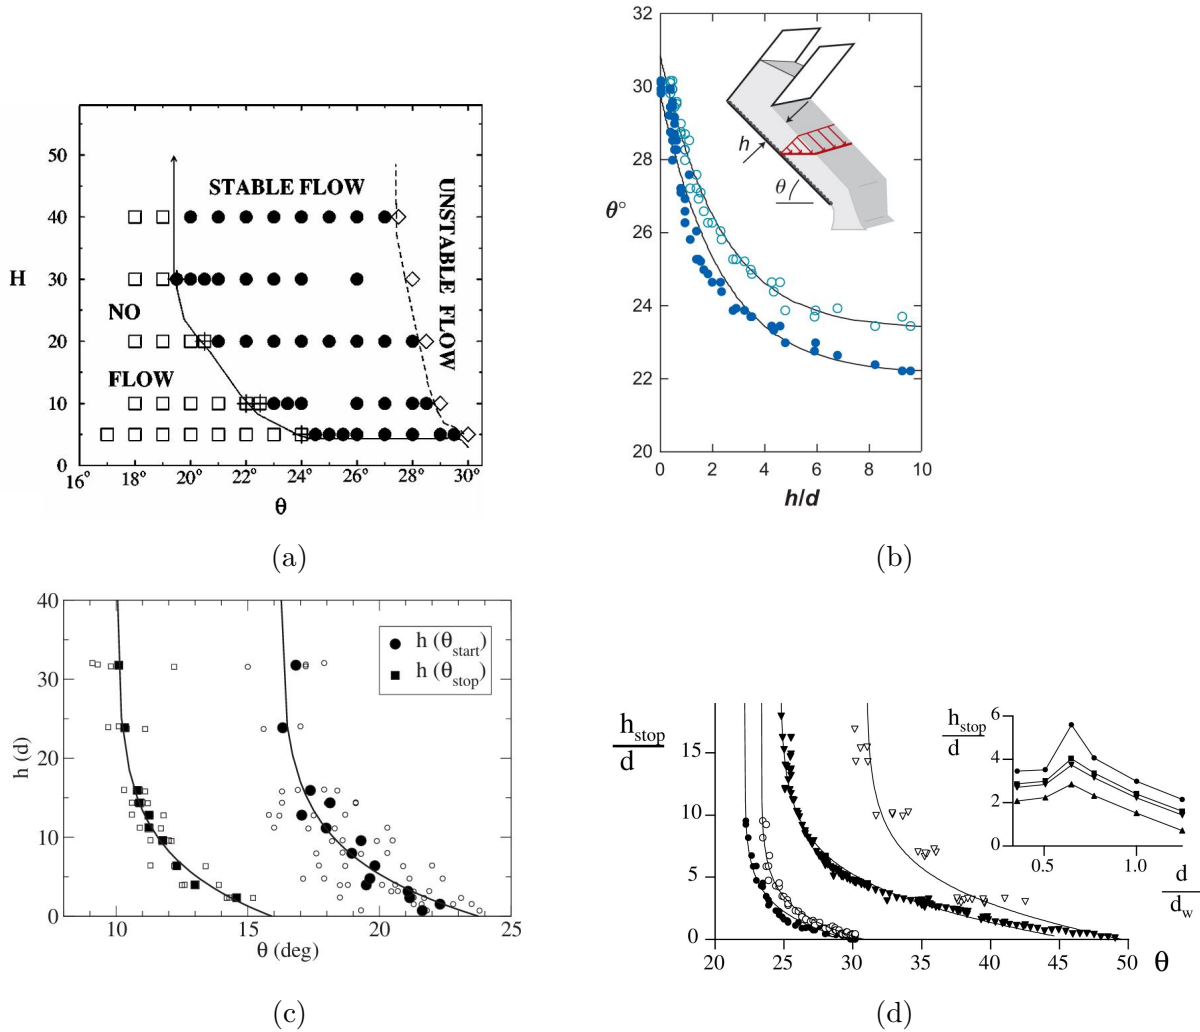 50
40
30
20
10
0
H
STABLE FLOW
UNSTABLE FLOW
NO
FLOW
16° 20° 22° 24° 26° 28° 30°
θ
(a)
32
30
28
26
24
22
20
θ°
h
θ
0 2 4 6 8 10
h/d
(b)
40
30
20
10
0
h (d)
h (θstart)
h (θstop)
10 15 20 25
θ (deg)
(c)
hstop
d
15
10
5
0
20 25 30 35 40 45 50 θ
hstop
d
6
4
2
0
0.5 1.0
d
dw
(d)